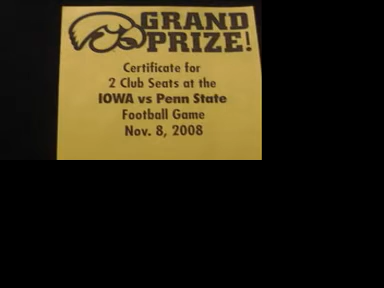 GRAND
PRIZE!
Certificate for
2 Club Seats at the
IOWA vs Penn State
Football Game
Nov. 8, 2008